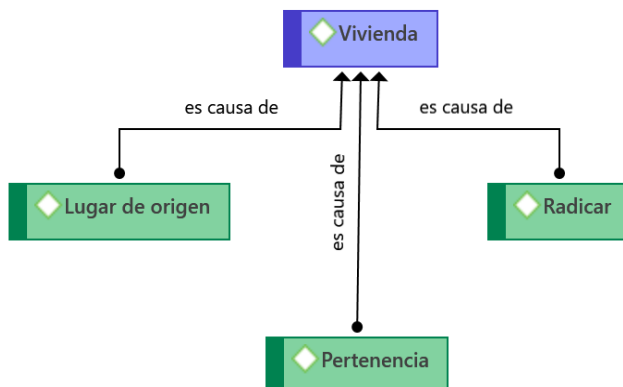 Vivienda
es causa de
es causa de
es causa de
Lugar de origen
Radicar
Pertenencia